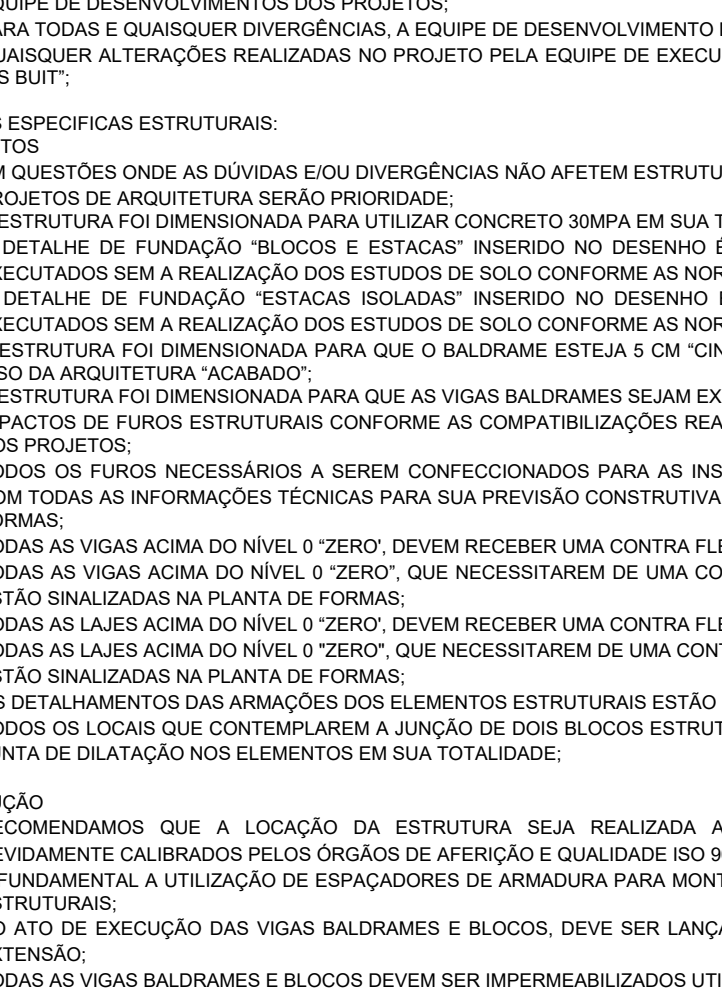 QUIPE DE DESENVOLVIMENTOS DOS PROJETOS;
ARA TODAS E QUAISQUER DIVERGÊNCIAS, A EQUIPE DE DESENVOLVIMENTO
UAISQUER ALTERAÇÕES REALIZADAS NO PROJETO PELA EQUIPE DE EXECU
S BUIT";
S ESPECIFICAS ESTRUTURAIS:
TOS
M QUESTÕES ONDE AS DÚVIDAS E/OU DIVERGÊNCIAS NÃO AFETEM ESTRUTU
ROJETOS DE ARQUITETURA SERÃO PRIORIDADE;
ESTRUTURA FOI DIMENSIONADA PARA UTILIZAR CONCRETO 30MPA EM SUA T
DETALHE DE FUNDAÇÃO “BLOCOS E ESTACAS” INSERIDO NO DESENHO É
XECUTADOS SEM A REALIZAÇÃO DOS ESTUDOS DE SOLO CONFORME AS NOR
DETALHE DE FUNDAÇÃO “ESTACAS ISOLADAS” INSERIDO NO DESENHO
XECUTADOS SEM A REALIZAÇÃO DOS ESTUDOS DE SOLO CONFORME AS NOR
ESTRUTURA FOI DIMENSIONADA PARA QUE O BALDRAME ESTEJA 5 CM “CIN
SO DA ARQUITETURA “ACABADO”;
ESTRUTURA FOI DIMENSIONADA PARA QUE AS VIGAS BALDRAMES SEJAM EX
MPACTOS DE FUROS ESTRUTURAIS CONFORME AS COMPATIBILIZAÇÕES REA
OS PROJETOS;
ODOS OS FUROS NECESSÁRIOS A SEREM CONFECCIONADOS PARA AS INS
OM TODAS AS INFORMAÇÕES TÉCNICAS PARA SUA PREVISÃO CONSTRUTIVA
ORMAS;
ODAS AS VIGAS ACIMA DO NÍVEL 0 “ZERO', DEVEM RECEBER UMA CONTRA FLE
ODAS AS VIGAS ACIMA DO NÍVEL 0 “ZERO”, QUE NECESSITAREM DE UMA CO
STÃO SINALIZADAS NA PLANTA DE FORMAS;
ODAS AS LAJES ACIMA DO NÍVEL 0 “ZERO', DEVEM RECEBER UMA CONTRA FLE
ODAS AS LAJES ACIMA DO NÍVEL 0 "ZERO", QUE NECESSITAREM DE UMA CONT
STÃO SINALIZADAS NA PLANTA DE FORMAS;
S DETALHAMENTOS DAS ARMAÇÕES DOS ELEMENTOS ESTRUTURAIS ESTÃO
ODOS OS LOCAIS QUE CONTEMPLAREM A JUNÇÃO DE DOIS BLOCOS ESTRUT
UNTA DE DILATAÇÃO NOS ELEMENTOS EM SUA TOTALIDADE;
UÇÃO
ECOMENDAMOS QUE A LOCAÇÃO DA ESTRUTURA SEJA REALIZADA A
EVIDAMENTE CALIBRADOS PELOS ÓRGÃOS DE AFERIÇÃO E QUALIDADE ISO 9
FUNDAMENTAL A UTILIZAÇÃO DE ESPAÇADORES DE ARMADURA PARA MONT
STRUTURAIS;
O ATO DE EXECUÇÃO DAS VIGAS BALDRAMES E BLOCOS, DEVE SER LANÇA
XTENSÃO;
ODAS AS VIGAS BALDRAMES E BLOCOS DEVEM SER IMPERMEABILIZADOS UTI